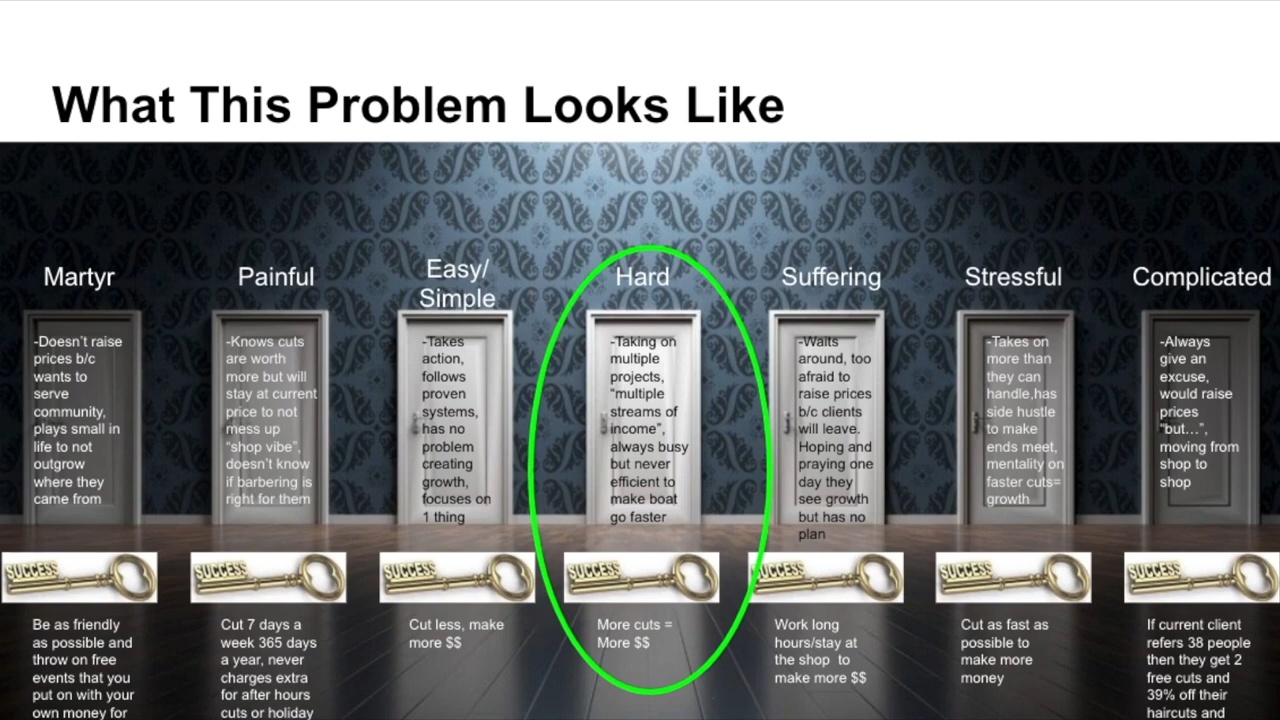 What This Problem Looks Like
Martyr
-Doesn't raise
prices b/c
wants to
serve
community,
plays small in
life to not
outgrow
where they
came from
SUCCESS
Be as friendly
as possible and
throw on free
events that you
put on with your
own money for
Painful
-Knows cuts
are worth
more but will
stay at current
price to not
mess up
“shop vibe”,
doesn't know
if barbering is
right for them
SUCCESS
Cut 7 days a
week 365 days
a year, never
charges extra
for after hours
cuts or holiday
Easy/
Simple
-Takes
action,
follows
proven
systems,
has no
problem
creating
growth,
focuses on
1 thing
SUCCESS
Cut less, make
more $$
Hard
-Taking on
multiple
projects,
“multiple
streams of
income”,
always busy
but never
efficient to
make boat
go faster
SUCCESS
More cuts =
More $$
Suffering
-Waits
around, too
afraid to
raise prices
b/c clients
will leave.
Hoping and
praying one
day they
see growth
but has no
plan
SUCCESS
Work long
hours/stay at
the shop to
make more $$
Stressful
-Takes on
more than
they can
handle,has
side hustle
to make
ends meet,
mentality on
faster cuts=
growth
SUCCESS
Cut as fast as
possible to
make more
money
Complicated
-Always
give an
excuse,
would raise
prices
“but…”,
moving from
shop to
shop
SUCCESS
If current client
refers 38 people
then they get 2
free cuts and
39% off their
haircuts and